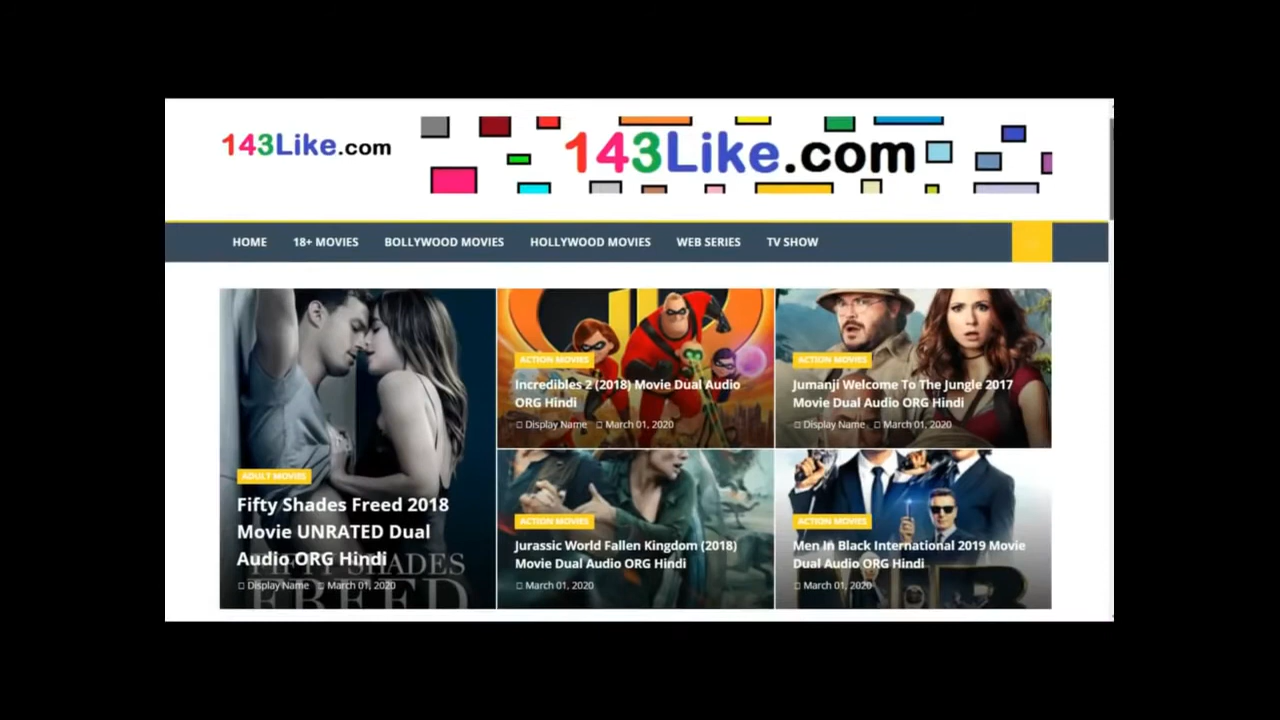 143Like.com
143Like.com
HOME 18+ MOVIES BOLLYWOOD MOVIES HOLLYWOOD MOVIES WEB SERIES TV SHOW
ADULT MOVIES
Fifty Shades Freed 2018
Movie UNRATED Dual
Audio ORG Hindi
Display Name March 01, 2020
FIFTY SHADES
FREED
ACTION MOVIES
Incredibles 2 (2018) Movie Dual Audio
ORG Hindi
Display Name March 01, 2020
ACTION MOVIES
Jumanji Welcome To The Jungle 2017
Movie Dual Audio ORG Hindi
Display Name March 01, 2020
ACTION MOVIES
Jurassic World Fallen Kingdom (2018)
Movie Dual Audio ORG Hindi
March 01, 2020
ACTION MOVIES
Men In Black International 2019 Movie
Dual Audio ORG Hindi
March 01, 2020